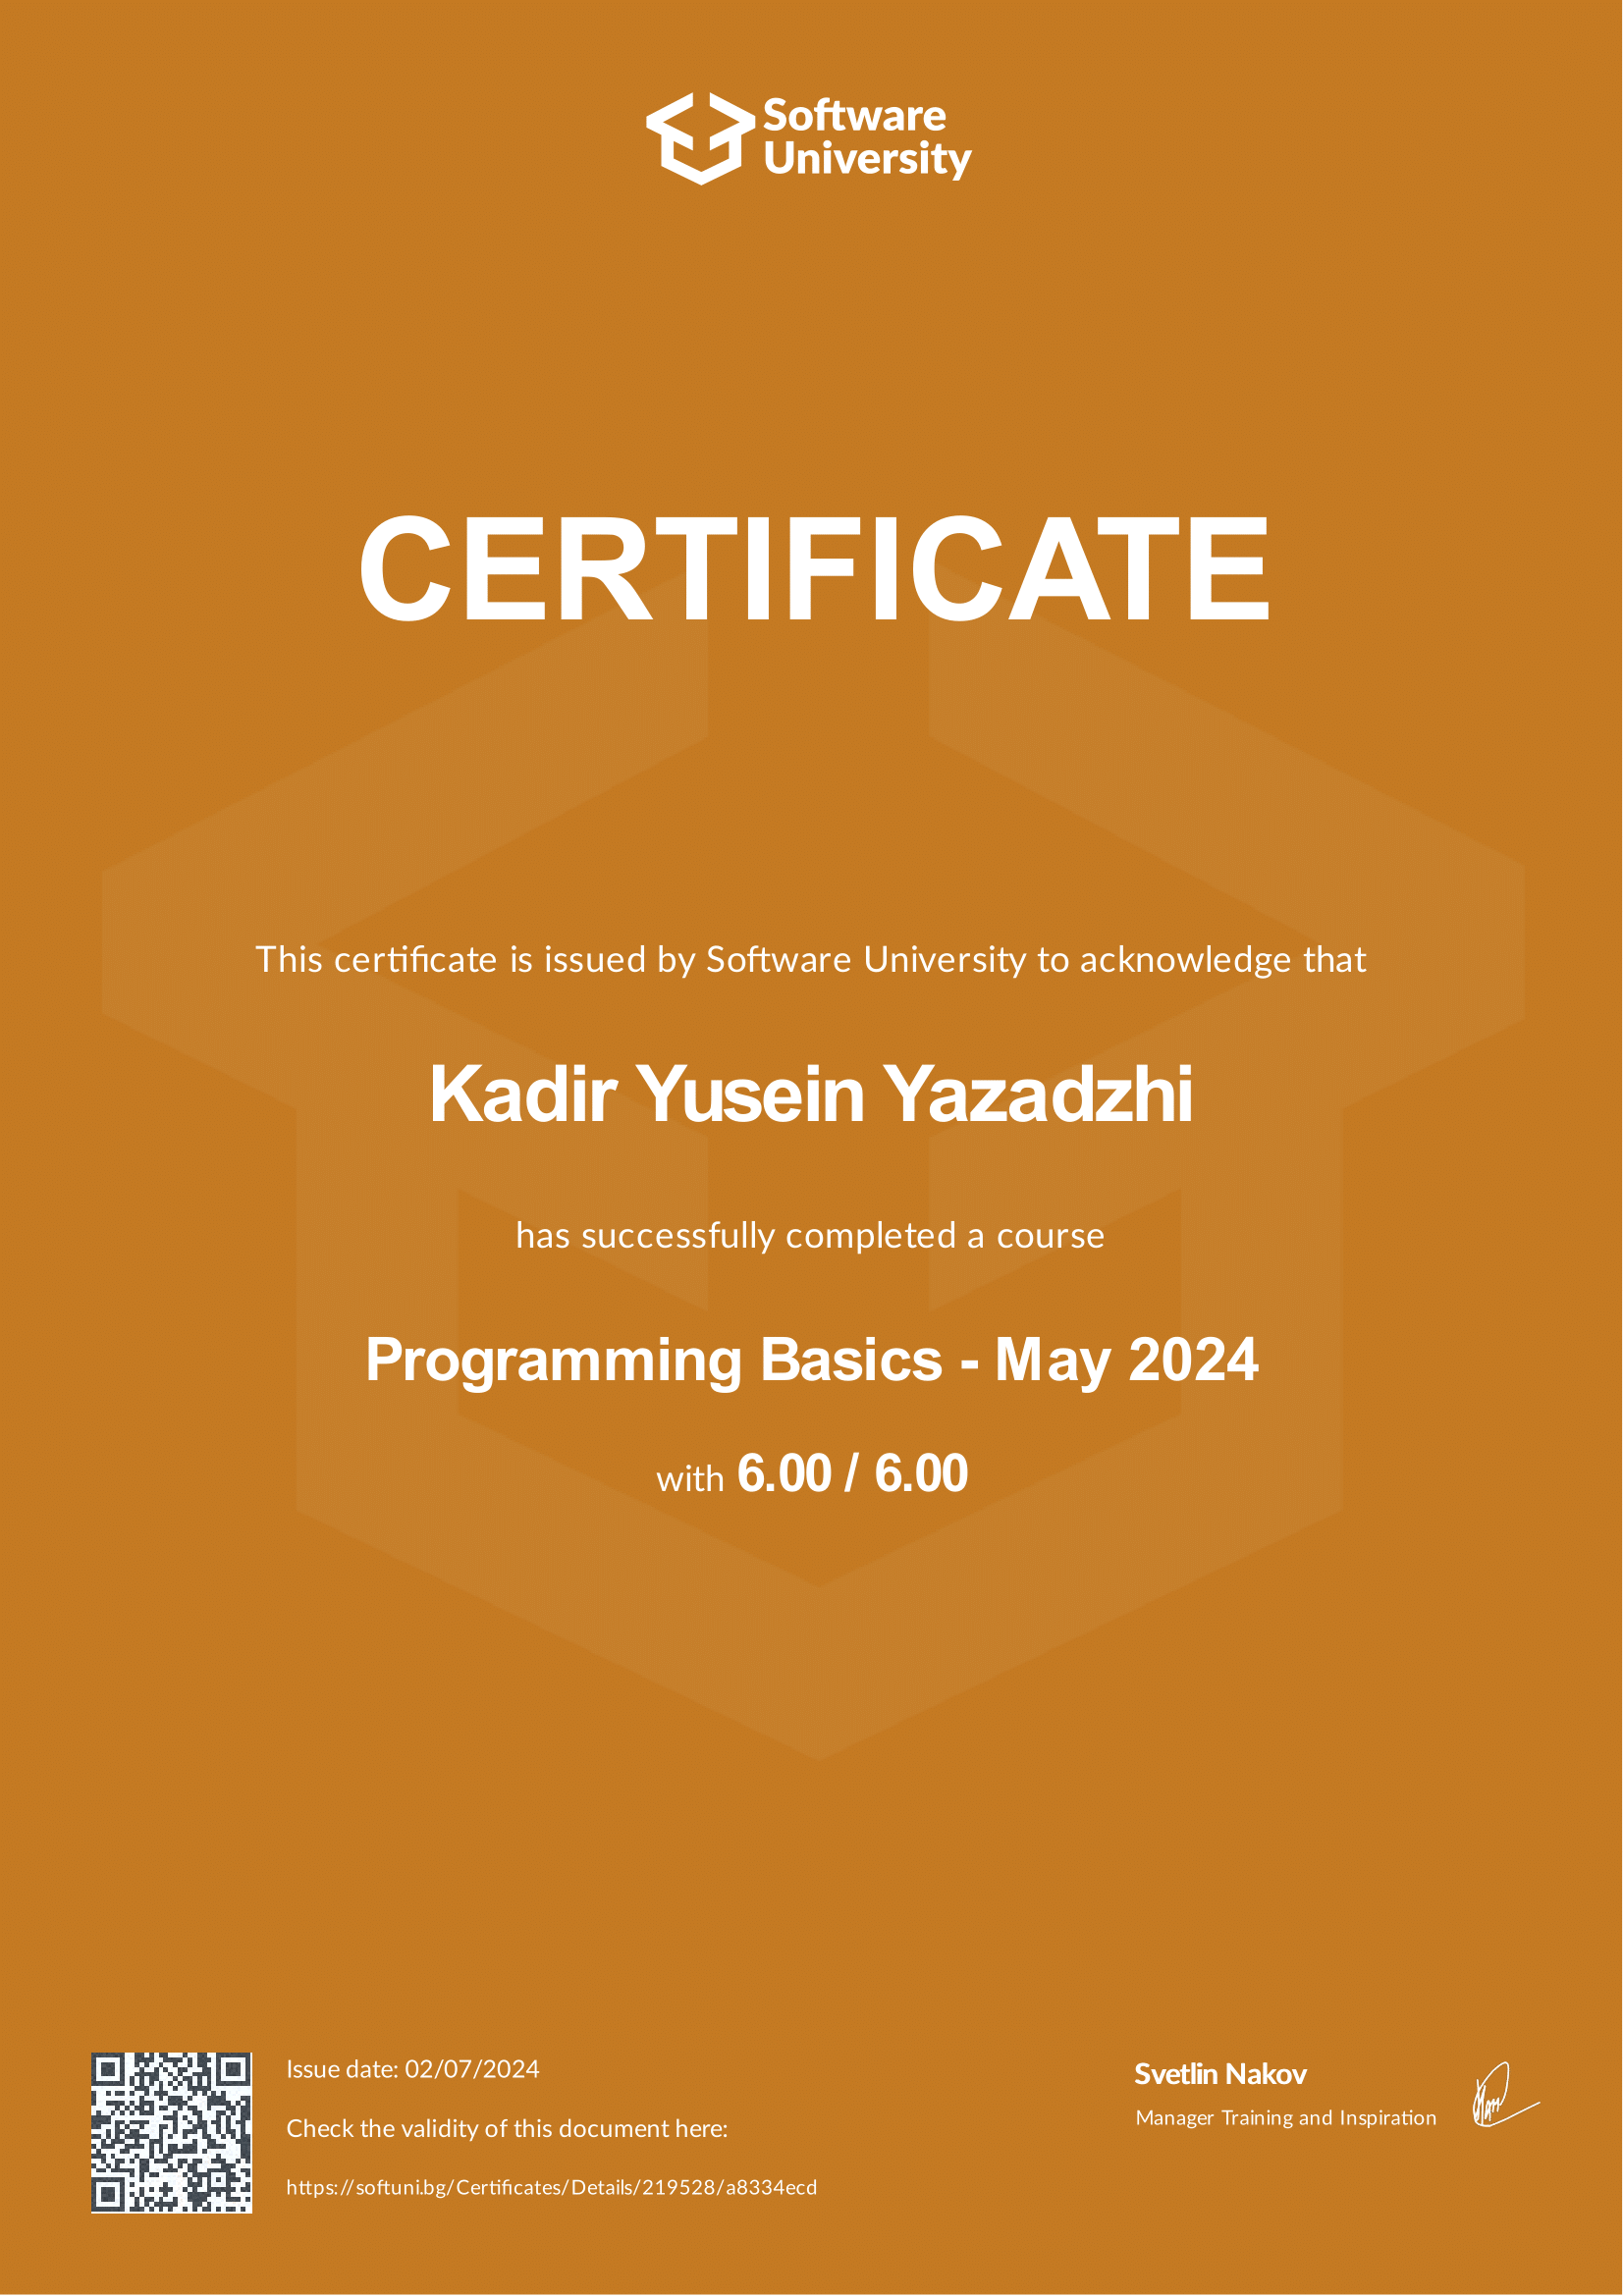 Software
University
CERTIFICATE
This certificate is issued by Software University to acknowledge that
Kadir Yusein Yazadzhi
has successfully completed a course
Programming Basics - May 2024
with 6.00 / 6.00
Issue date: 02/07/2024
Check the validity of this document here:
https://softuni.bg/Certificates/Details/219528/a8334ecd
Svetlin Nakov
Manager Training and Inspiration